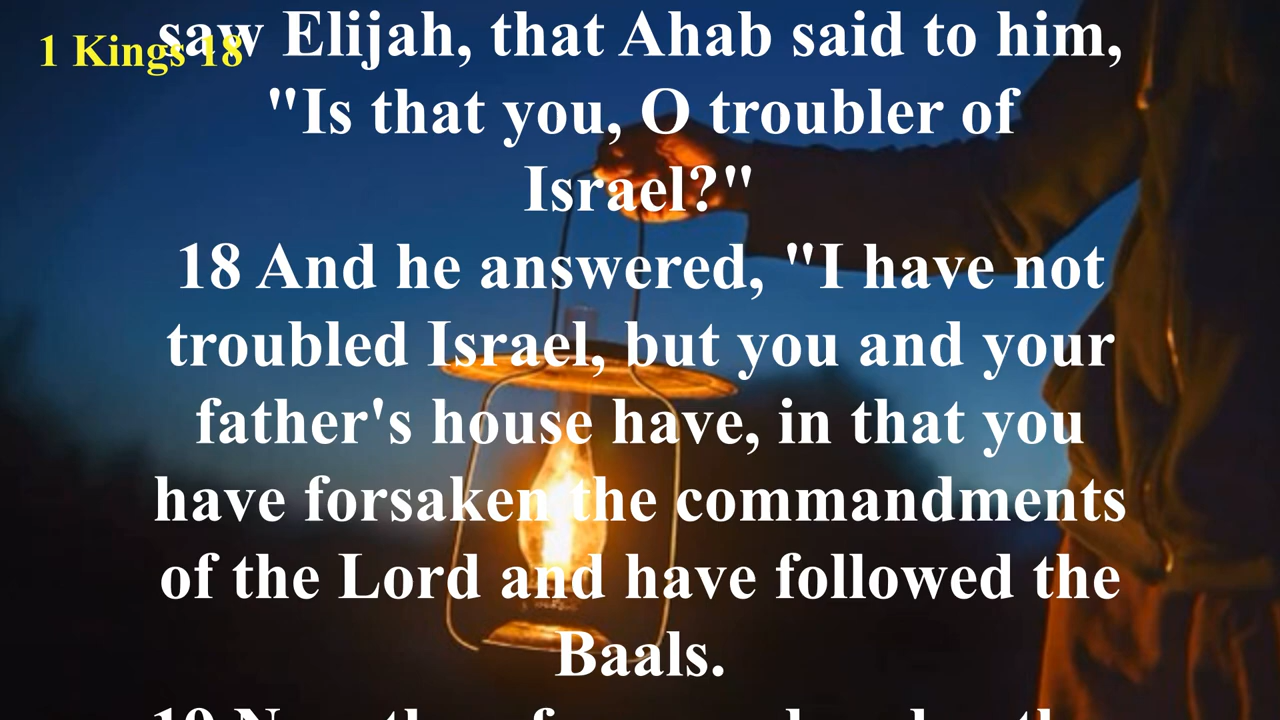 1 Kings 18
saw Elijah, that Ahab said to him,
"Is that you, O troubler of
Israel?"
18 And he answered, "I have not
troubled Israel, but you and your
father's house have, in that you
have forsaken the commandments
of the Lord and have followed the
Baals.